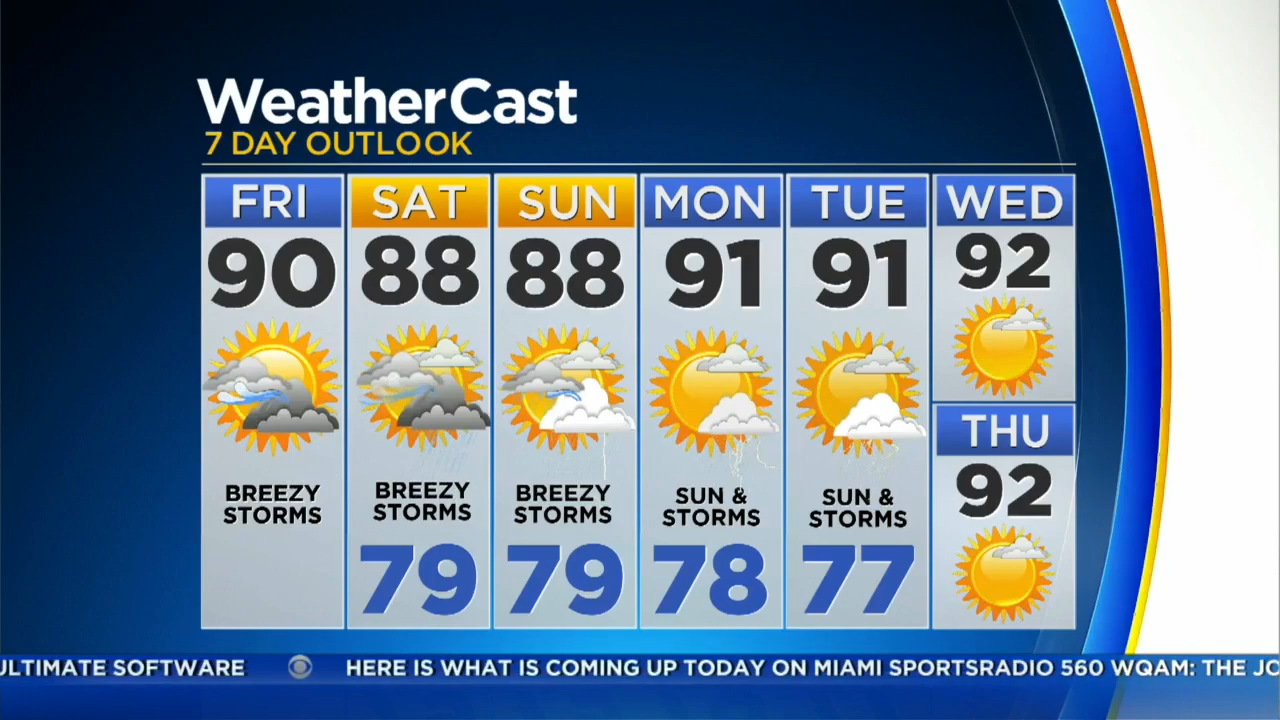 WeatherCast
7 DAY OUTLOOK
FRI
90
BREEZY
STORMS
SAT
88
BREEZY
STORMS
79
SUN
88
BREEZY
STORMS
79
MON
91
SUN &
STORMS
78
TUE
91
SUN &
STORMS
77
WED
92
THU
92
ULTIMATE SOFTWARE HERE IS WHAT IS COMING UP TODAY ON MIAMI SPORTSRADIO 560 WQAM: THE JO